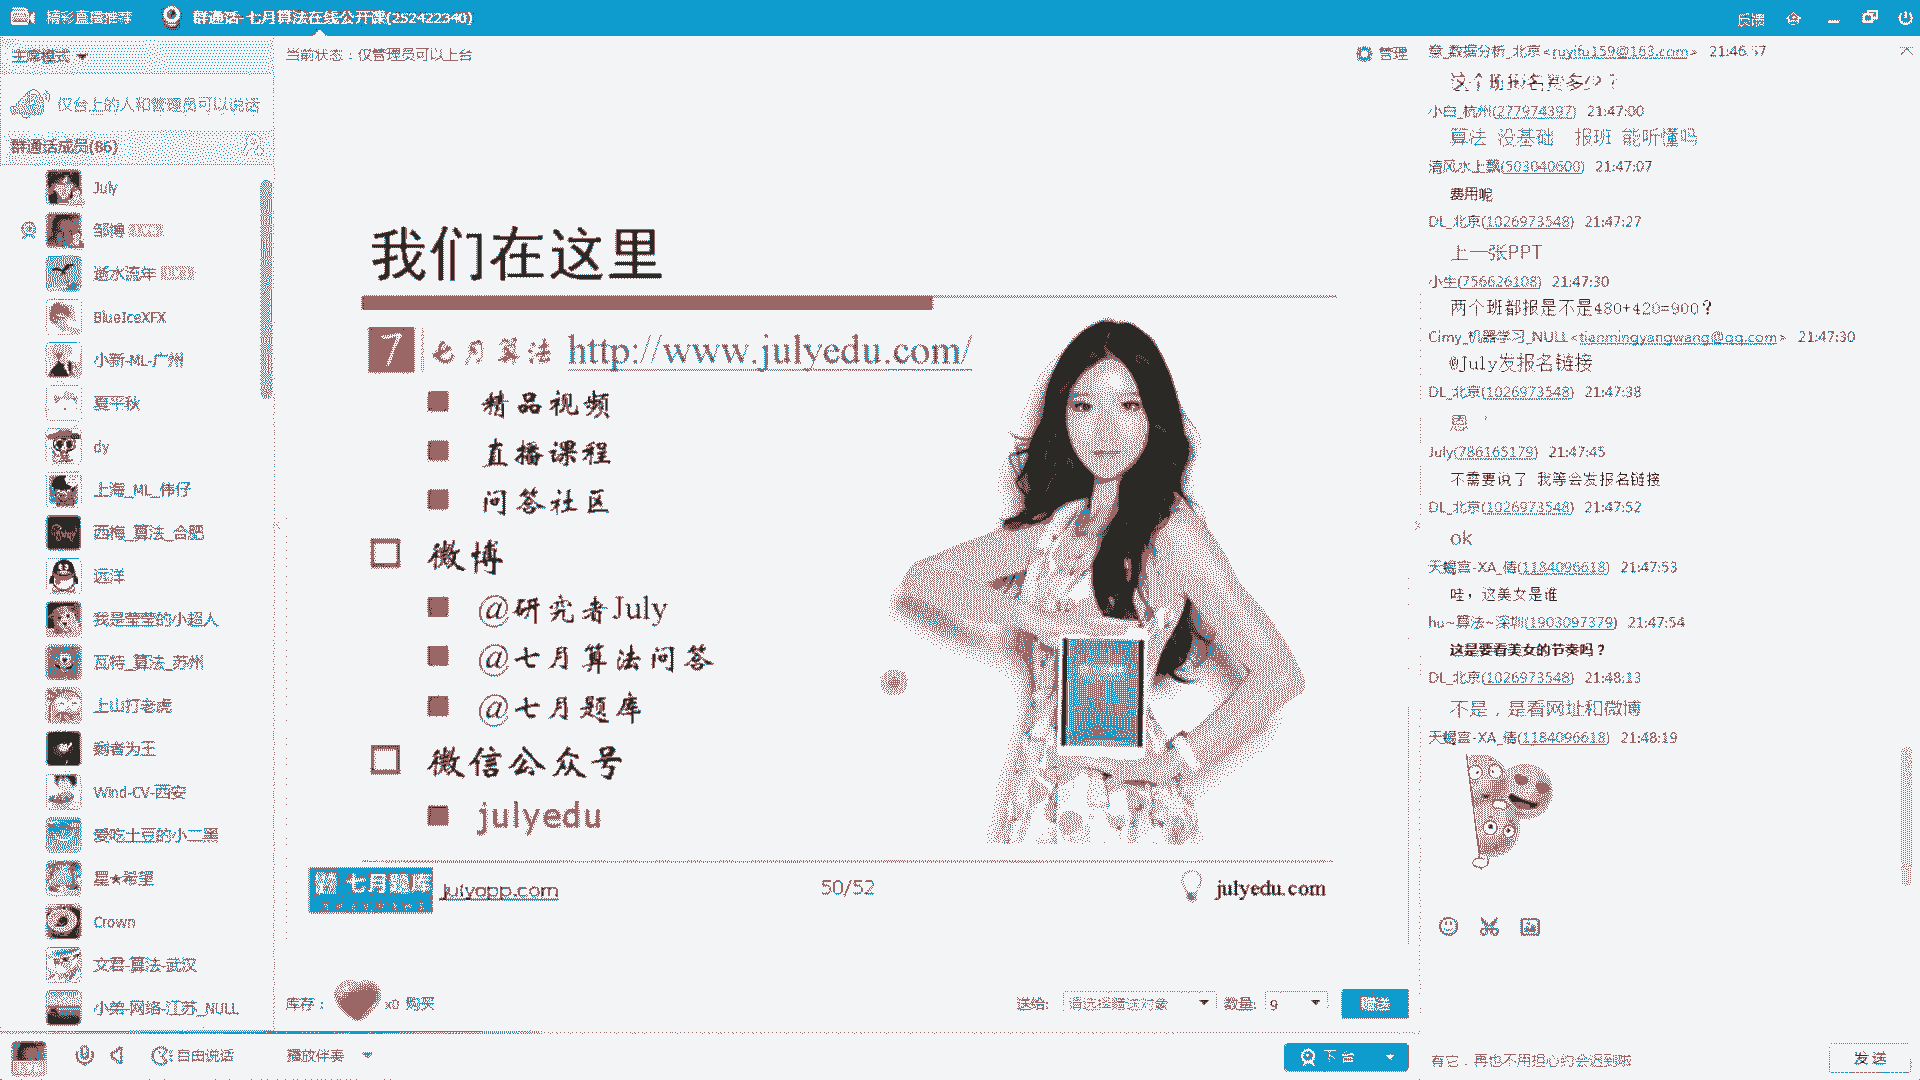 精彩直播推荐
群通话-七月算法在线公开课(252422340)
反馈
主席模式
仅台上的人和管理员可以说话
群通话成员(86)
July
邹博
逝水流年
BlueIceXFX
小新-ML-广州
夏平秋
dy
上海_ML_伟仔
西梅_算法_合肥
远洋
我是莹莹的小超人
瓦特_算法_苏州
上山打老虎
剩者为王
Wind-CV-西安
爱吃土豆的小二黑
星★希望
Crown
文君-算法-武汉
小弟-网络-江苏_NULL
自由说话
播放伴奏
当前状态：仅管理员可以上台
管理
我们在这里
7 七月算法 http://www.julyedu.com/
精品视频
直播课程
问答社区
微博
@研究者July
@七月算法问答
@七月题库
微信公众号
julyedu
七月题库 julyapp.com
50/52
julyedu.com
库存：x0 购买
送给: 请选择赠送对象 数量: 9 赠送
下台
章_数据分析_北京<ruyifu159@163.com> 21:46:57
这个班报名费多少？
小白_杭州(277974397) 21:47:00
算法 没基础 报班 能听懂吗
清风水上飘(503040600) 21:47:07
费用呢
DL_北京(1026973548) 21:47:27
上一张PPT
小生(756626108) 21:47:30
两个班都报是不是480+420=900？
Cimy_机器学习_NULL<tianmingyangwang@qq.com> 21:47:30
@July发报名链接
DL_北京(1026973548) 21:47:38
恩
July(786165179) 21:47:45
不需要说了 我等会发报名链接
DL_北京(1026973548) 21:47:52
ok
天蝎宫-XA_倩(1184096618) 21:47:53
哇，这美女是谁
hu~算法~深圳(1903097379) 21:47:54
这是要看美女的节奏吗？
DL_北京(1026973548) 21:48:13
不是，是看网址和微博
天蝎宫-XA_倩(1184096618) 21:48:19
有它，再也不用担心约会迟到啦
发送